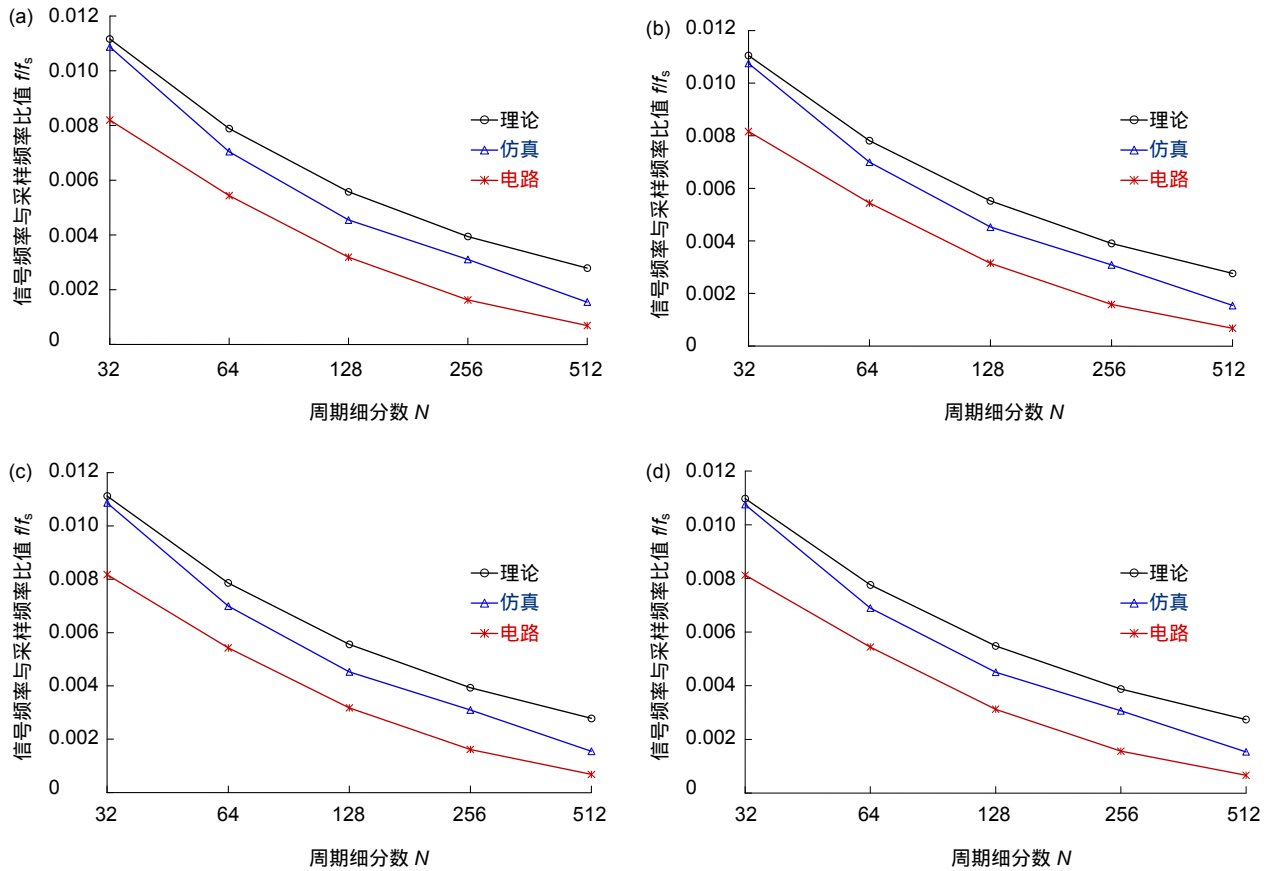 (a)
0.012
0.010
0.008
0.006
0.004
0.002
0
信号频率与采样频率比值 f/fs
理论
仿真
电路
32 64 128 256 512
周期细分数 N
(b)
0.012
0.010
0.008
0.006
0.004
0.002
0
信号频率与采样频率比值 f/fs
理论
仿真
电路
32 64 128 256 512
周期细分数 N
(c)
0.012
0.010
0.008
0.006
0.004
0.002
0
信号频率与采样频率比值 f/fs
理论
仿真
电路
32 64 128 256 512
周期细分数 N
(d)
0.012
0.010
0.008
0.006
0.004
0.002
0
信号频率与采样频率比值 f/fs
理论
仿真
电路
32 64 128 256 512
周期细分数 N